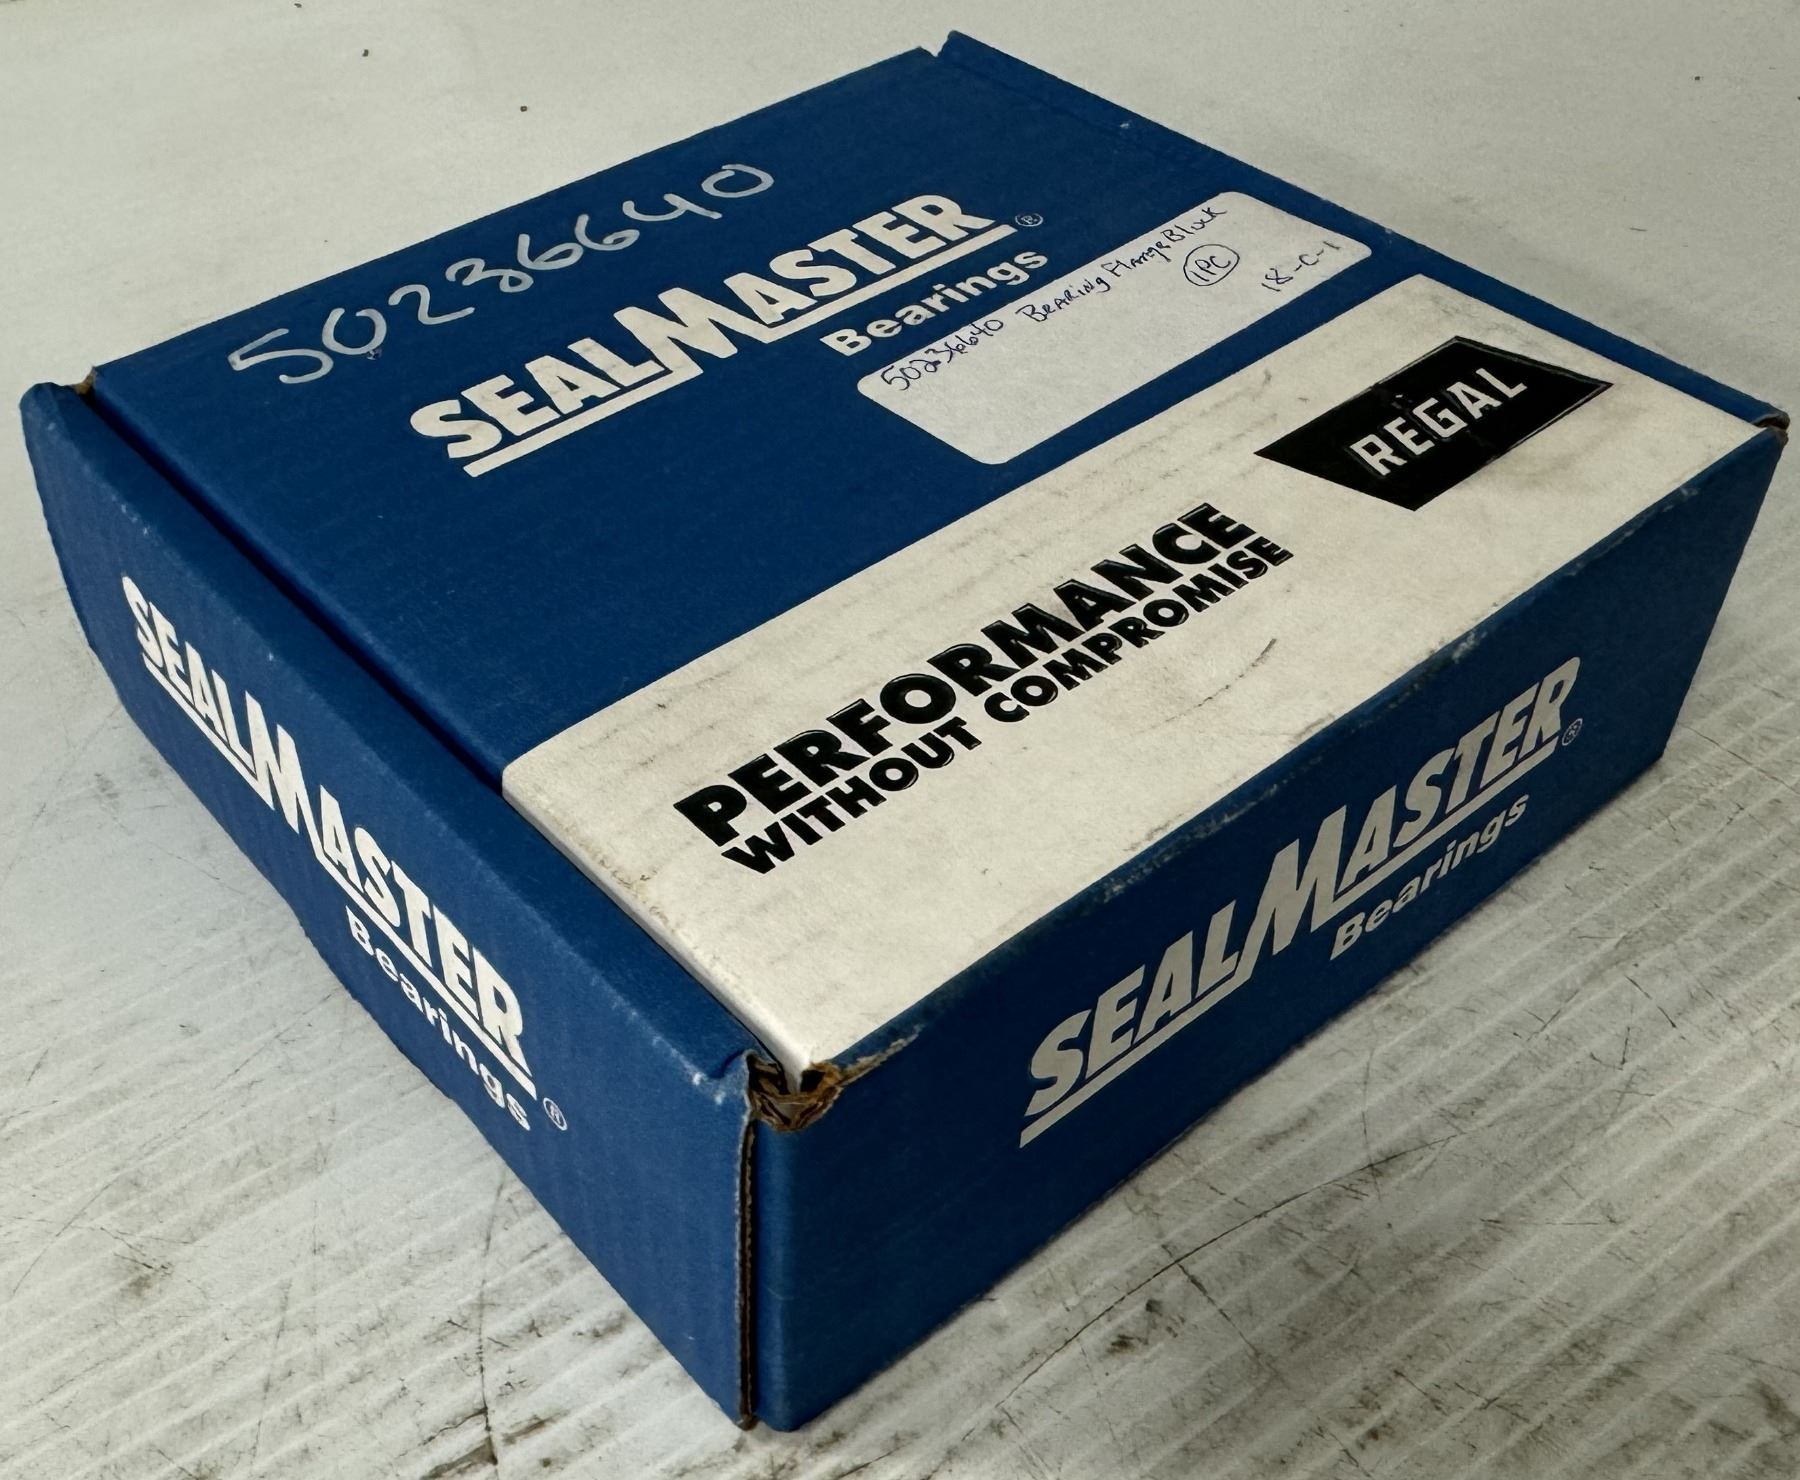 50236640
SEALMASTER®
Bearings
50236640 Bearing Flange Block
1PC
18-C-1
REGAL
PERFORMANCE
WITHOUT COMPROMISE
SEALMASTER®
Bearings
SEALMASTER®
Bearings